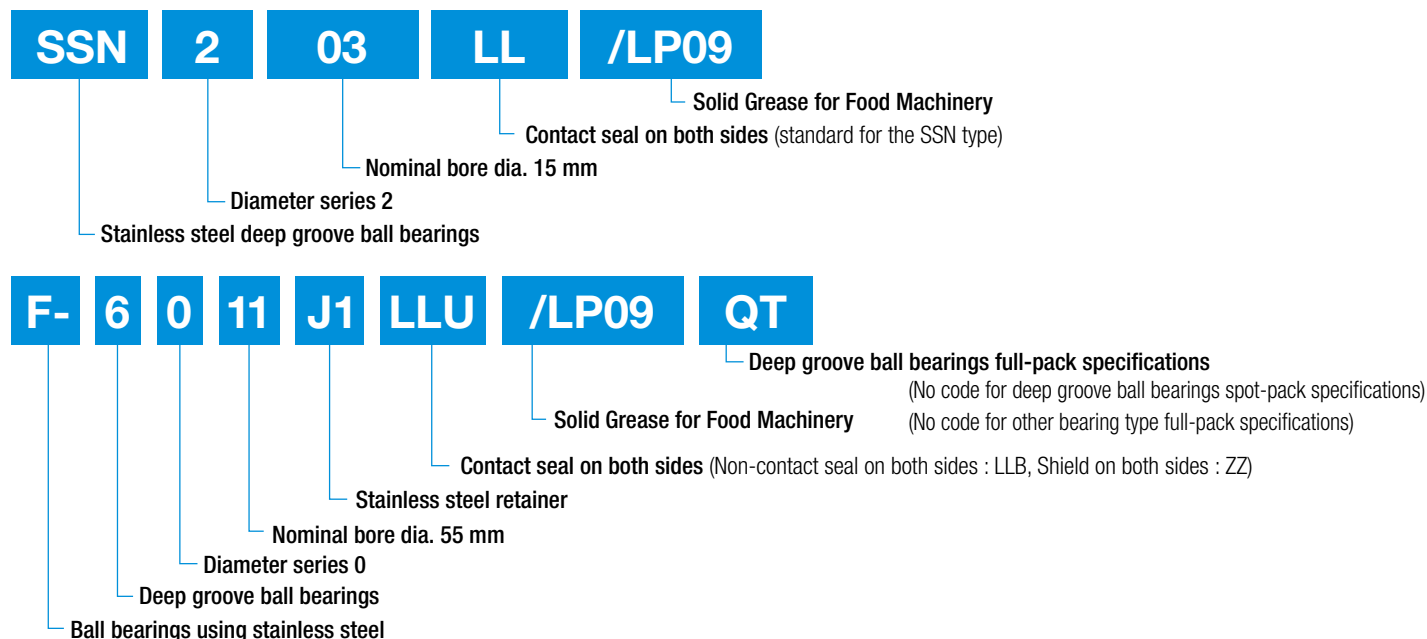 SSN 2 03 LL /LP09
Solid Grease for Food Machinery
Contact seal on both sides (standard for the SSN type)
Nominal bore dia. 15 mm
Diameter series 2
Stainless steel deep groove ball bearings
F- 6 0 11 J1 LLU /LP09 QT
Deep groove ball bearings full-pack specifications
(No code for deep groove ball bearings spot-pack specifications)
Solid Grease for Food Machinery (No code for other bearing type full-pack specifications)
Contact seal on both sides (Non-contact seal on both sides : LLB, Shield on both sides : ZZ)
Stainless steel retainer
Nominal bore dia. 55 mm
Diameter series 0
Deep groove ball bearings
Ball bearings using stainless steel